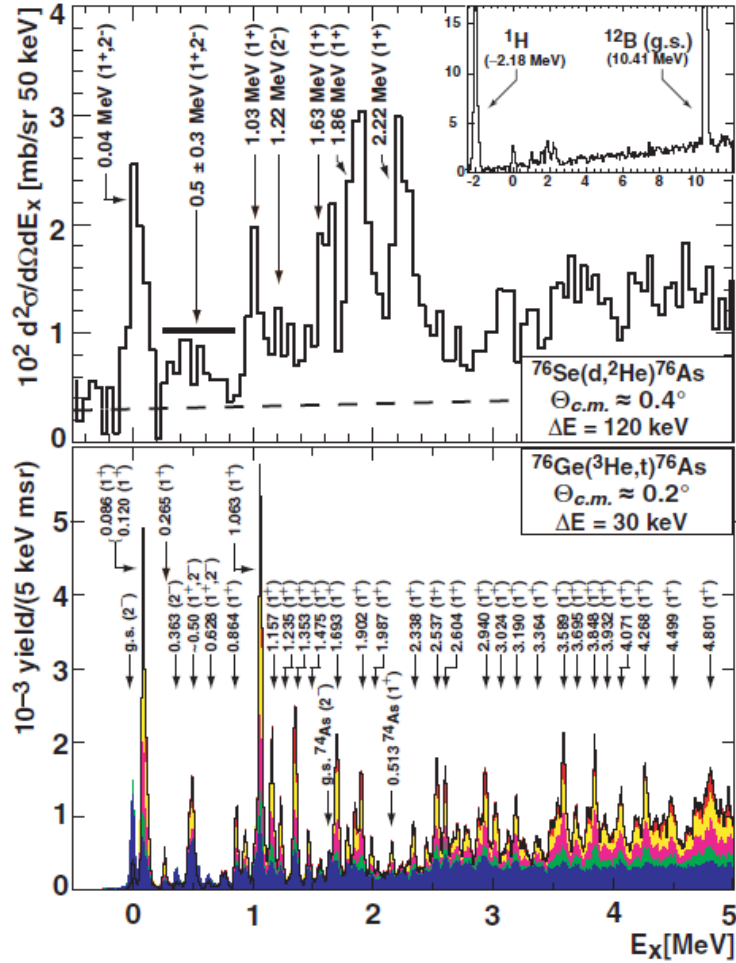 10² d²σ/dΩdEₓ [mb/sr 50 keV]
4
3
2
1
0
0.04 MeV (1+,2-)
0.5 ± 0.3 MeV (1+,2-)
1.03 MeV (1+)
1.22 MeV (2-)
1.63 MeV (1+)
1.86 MeV (1+)
2.22 MeV (1+)
15
10
5
0
¹H
(−2.18 MeV)
¹²B (g.s.)
(10.41 MeV)
-2 0 2 4 6 8 10 12
⁷⁶Se(d,²He)⁷⁶As
Θc.m. ≈ 0.4°
ΔE = 120 keV
⁷⁶Ge(³He,t)⁷⁶As
Θc.m. ≈ 0.2°
ΔE = 30 keV
10−3 yield/(5 keV msr)
5
4
3
2
1
0
g.s. (2⁻)
0.086 (1⁺)
0.120 (1⁺)
0.265 (1⁺)
0.363 (2⁻)
~0.50 (1⁺,2⁻)
0.628 (1⁺,2⁻)
0.864 (1⁺)
1.063 (1⁺)
1.157 (1⁺)
1.235 (1⁺)
1.353 (1⁺)
1.475 (1⁺)
1.693 (1⁺)
g.s. ⁷⁴As (2⁻)
1.902 (1⁺)
1.987 (1⁺)
0.513 ⁷⁴As (1⁺)
2.338 (1⁺)
2.537 (1⁺)
2.604 (1⁺)
2.940 (1⁺)
3.024 (1⁺)
3.190 (1⁺)
3.364 (1⁺)
3.589 (1⁺)
3.695 (1⁺)
3.848 (1⁺)
3.932 (1⁺)
4.071 (1⁺)
4.268 (1⁺)
4.499 (1⁺)
4.801 (1⁺)
0 1 2 3 4 5
Eₓ[MeV]